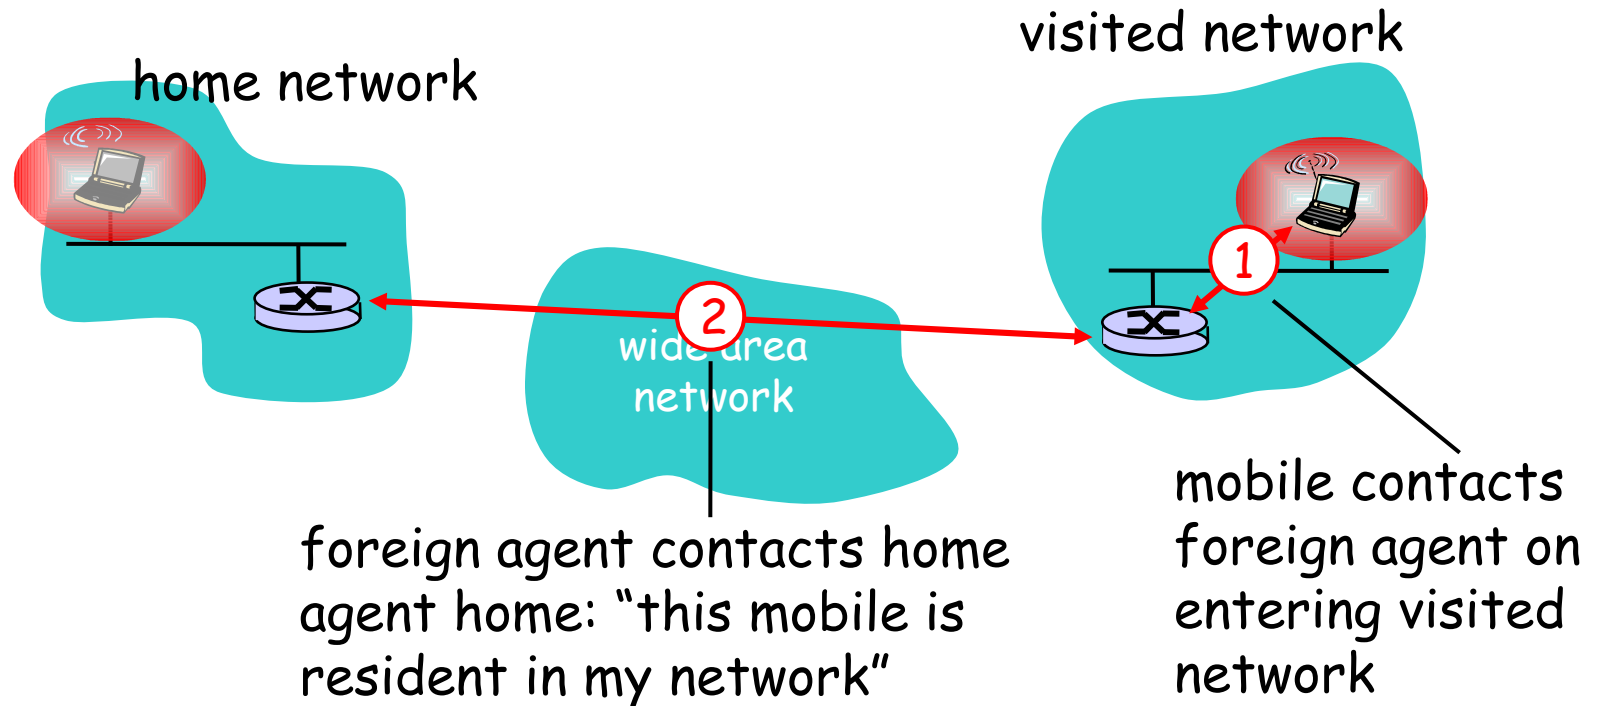 visited network
home network
1
2
wide area
network
foreign agent contacts home
agent home: “this mobile is
resident in my network”
mobile contacts
foreign agent on
entering visited
network